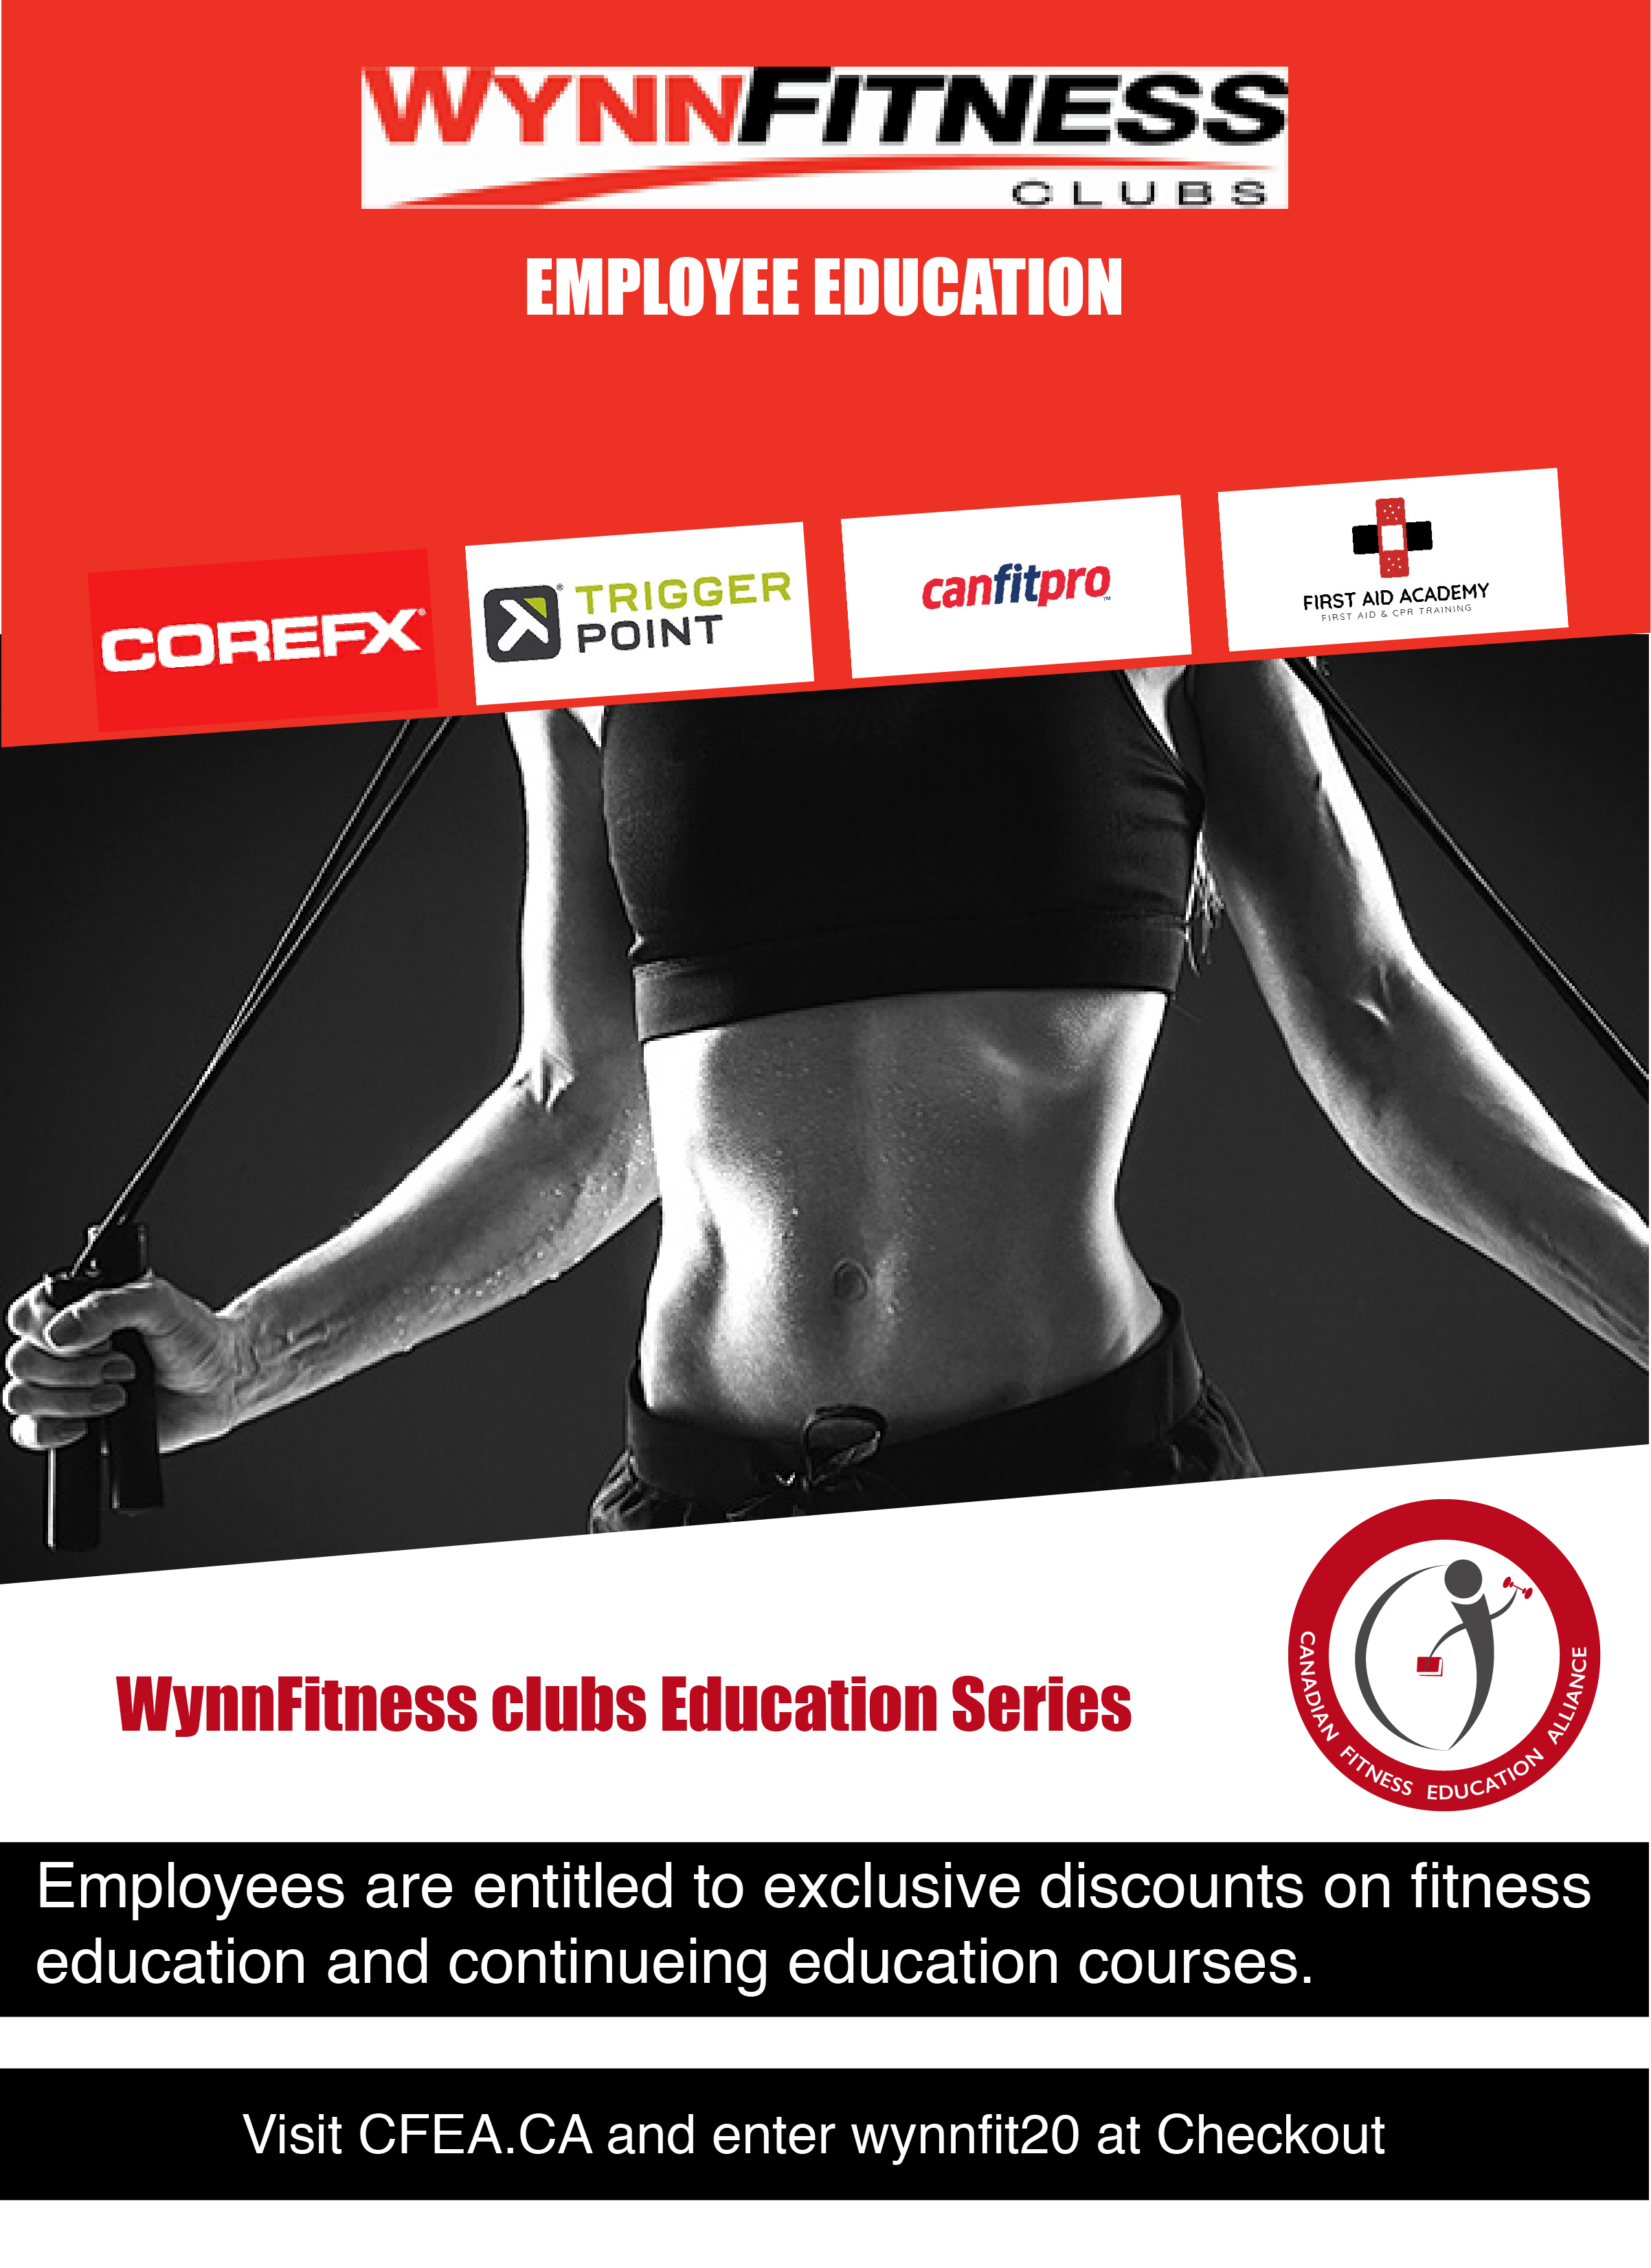 WYNNFITNESS
CLUBS
EMPLOYEE EDUCATION
COREFX®
TRIGGER
POINT
®
canfitpro™
FIRST AID ACADEMY
FIRST AID & CPR TRAINING
WynnFitness clubs Education Series
CANADIAN FITNESS EDUCATION ALLIANCE
Employees are entitled to exclusive discounts on fitness
education and continueing education courses.
Visit CFEA.CA and enter wynnfit20 at Checkout